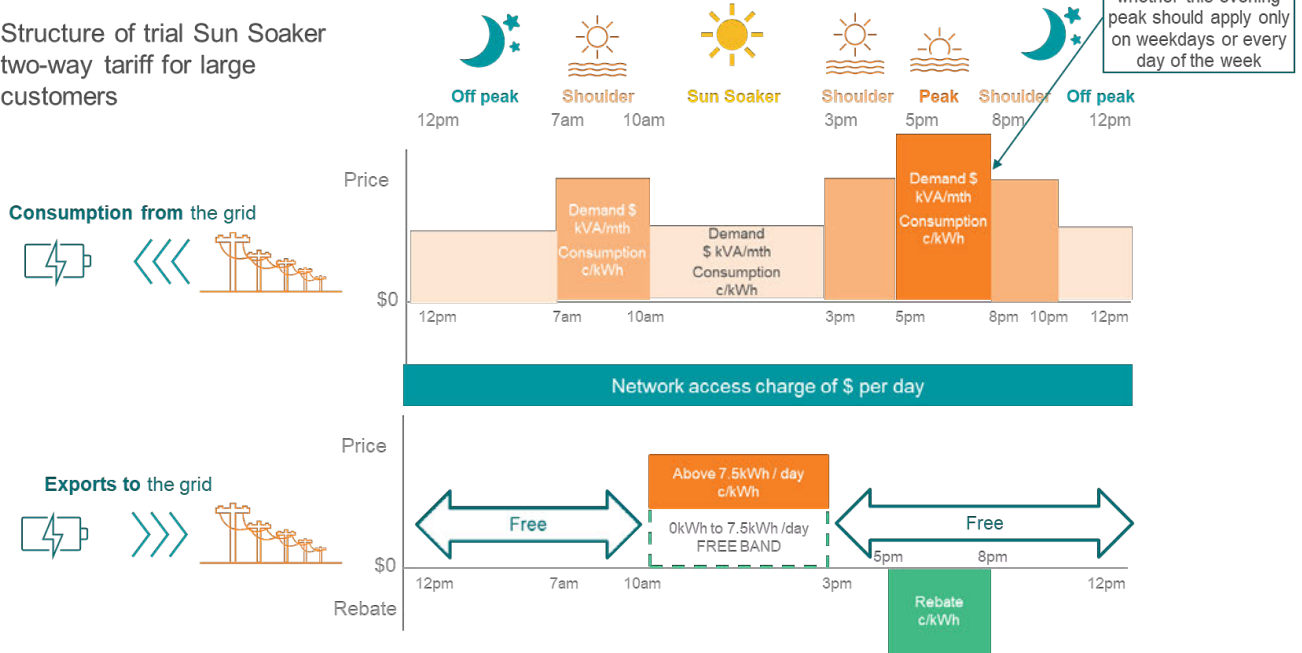 whether this evening
peak should apply only
on weekdays or every
day of the week
Structure of trial Sun Soaker
two-way tariff for large
customers
Off peak Shoulder Sun Soaker Shoulder Peak Shoulder Off peak
12pm 7am 10am 3pm 5pm 8pm 12pm
Price
Consumption from the grid
Demand $
kVA/mth
Consumption
c/kWh
Demand
$ kVA/mth
Consumption
c/kWh
Demand $
kVA/mth
Consumption
c/kWh
$0
12pm 7am 10am 3pm 5pm 8pm 10pm 12pm
Network access charge of $ per day
Price
Exports to the grid
Free
Above 7.5kWh / day
c/kWh
0kWh to 7.5kWh /day
FREE BAND
Free
5pm 8pm
$0
12pm 7am 10am 3pm 12pm
Rebate
Rebate
c/kWh